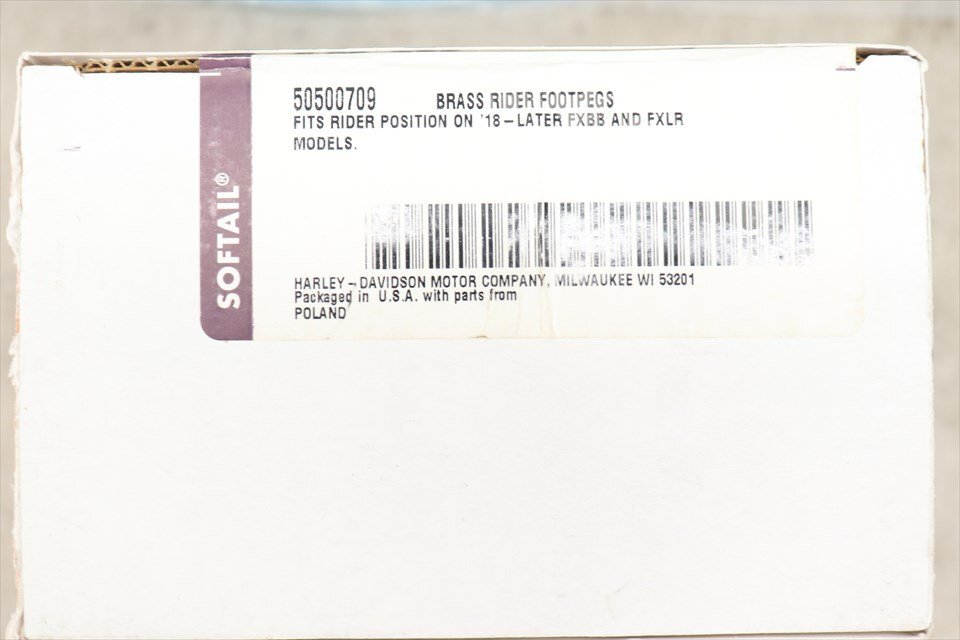 50500709 BRASS RIDER FOOTPEGS
FITS RIDER POSITION ON '18-LATER FXBB AND FXLR
MODELS.
SOFTAIL®
HARLEY-DAVIDSON MOTOR COMPANY, MILWAUKEE WI 53201
Packaged in U.S.A. with parts from
POLAND